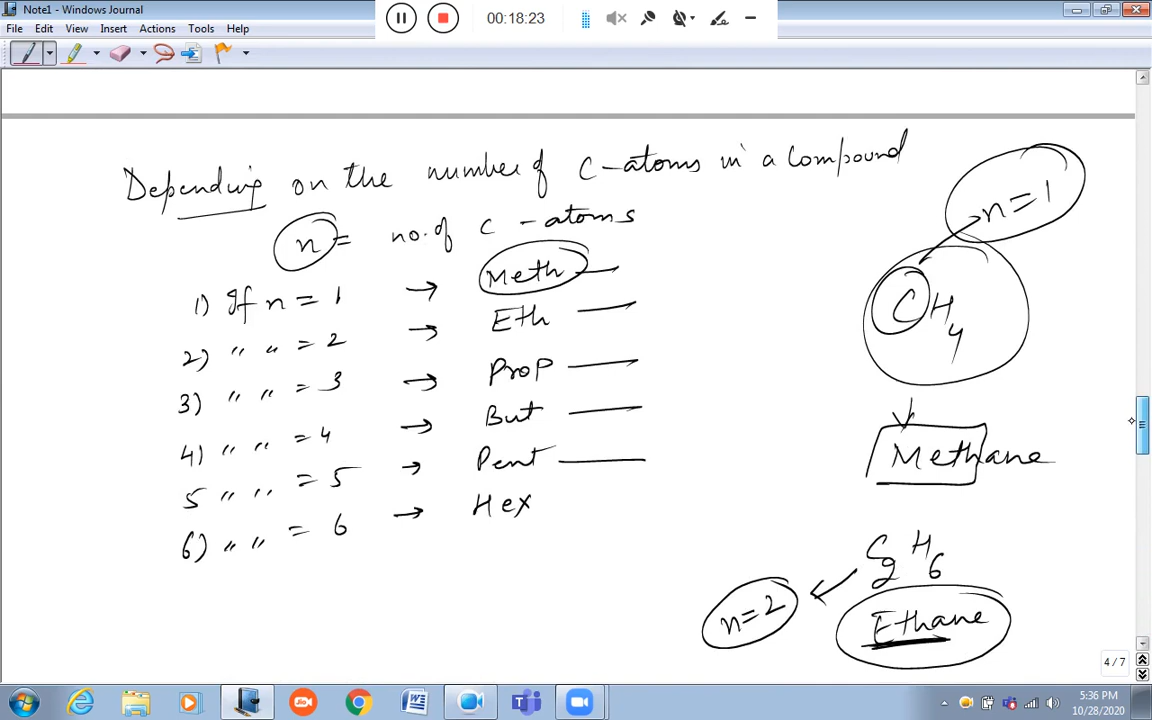 Note1 - Windows Journal
00:18:23
File Edit View Insert Actions Tools Help
Depending on the number of C-atoms in a compound
n = no. of C -atoms
n = 1
1) If n = 1 → Meth
2) " " = 2 → Eth
3) " " = 3 → Prop
4) " " = 4 → But
5 " " = 5 → Pent
6) " " = 6 → Hex
CH4
Methane
C2H6
n=2
Ethane
4 / 7
5:36 PM
10/28/2020